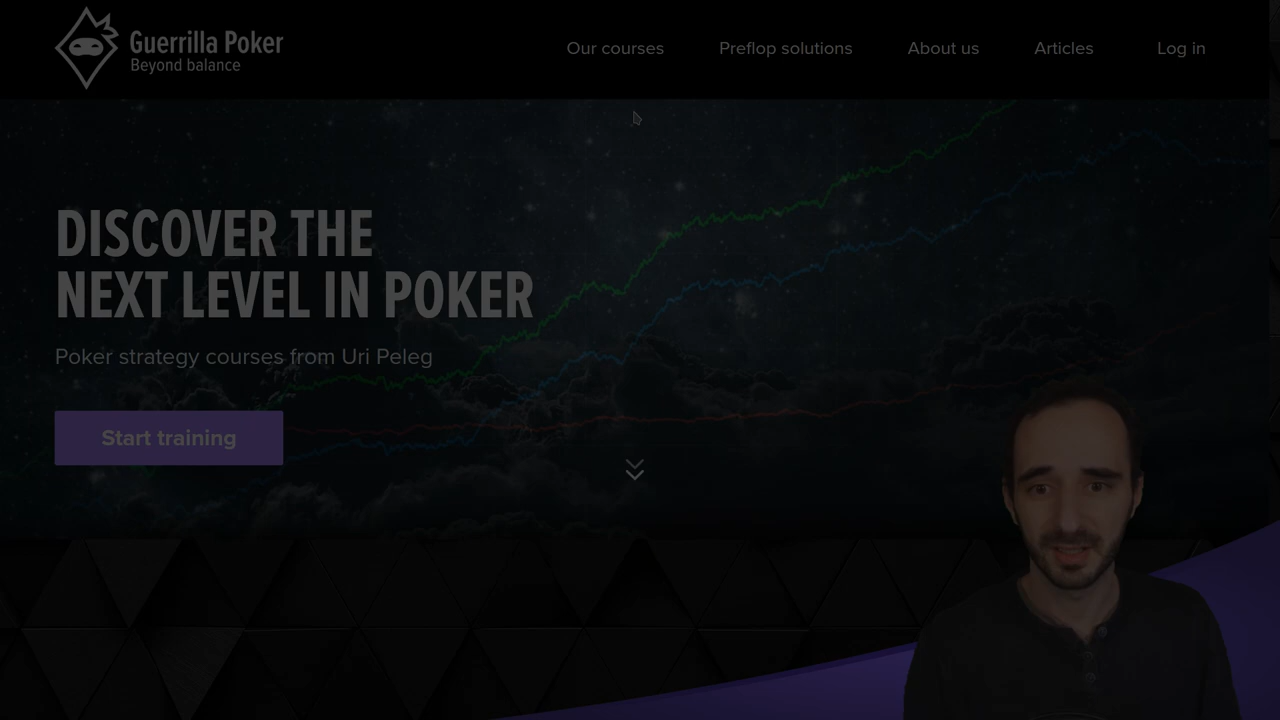 Guerrilla Poker
Beyond balance
Our courses
Preflop solutions
About us
Articles
Log in
DISCOVER THE
NEXT LEVEL IN POKER
Poker strategy courses from Uri Peleg
Start training